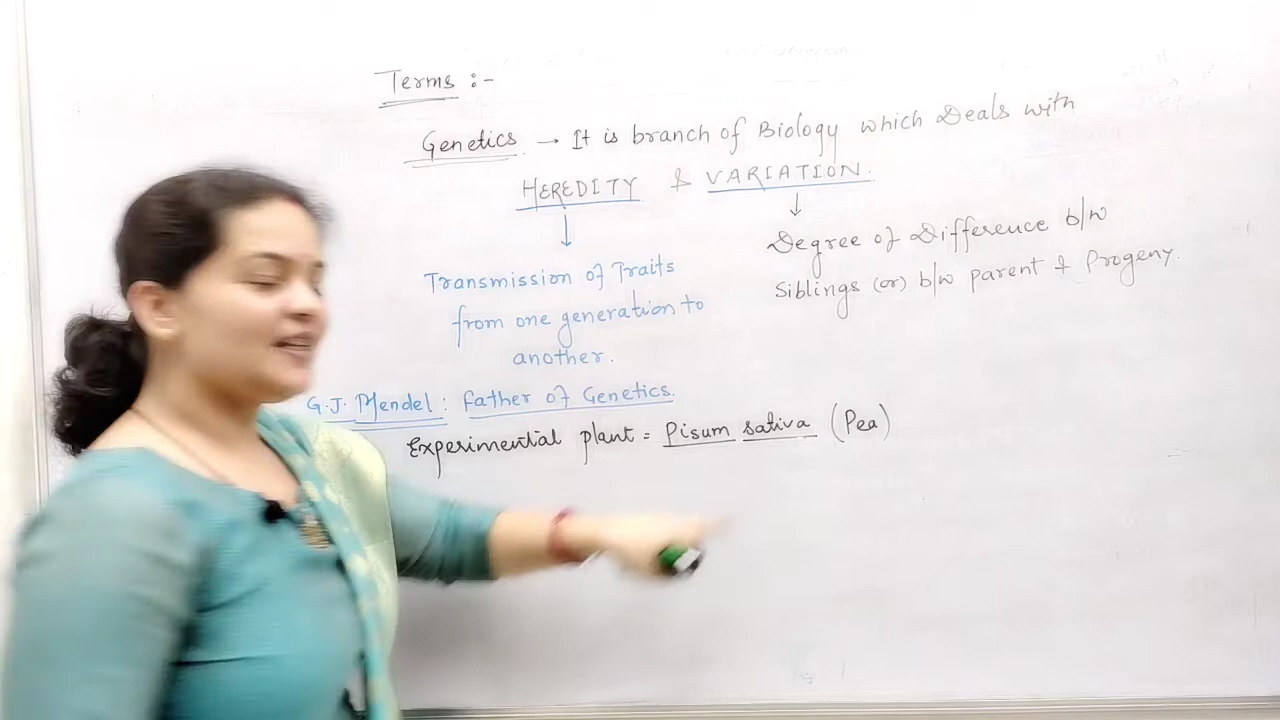 Terms :-
Genetics → It is branch of Biology which Deals with
HEREDITY & VARIATION.
Transmission of Traits
from one generation to
another.
Degree of Difference b/w
Siblings (or) b/w parent & Progeny.
G.J. Mendel : Father of Genetics.
Experimental plant = Pisum sativa (Pea)